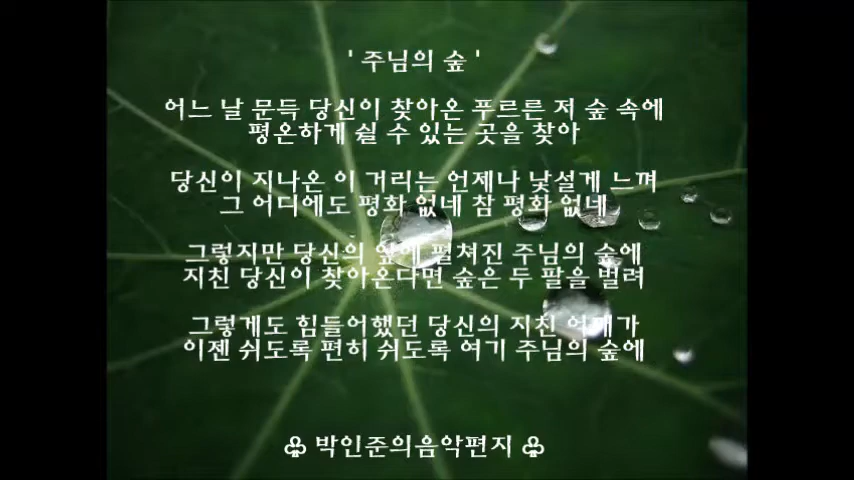 ' 주님의 숲 '
어느 날 문득 당신이 찾아온 푸르른 저 숲 속에
평온하게 쉴 수 있는 곳을 찾아
당신이 지나온 이 거리는 언제나 낯설게 느껴
그 어디에도 평화 없네 참 평화 없네
그렇지만 당신의 앞에 펼쳐진 주님의 숲에
지친 당신이 찾아온다면 숲은 두 팔을 벌려
그렇게도 힘들어했던 당신의 지친 어깨가
이젠 쉬도록 편히 쉬도록 여기 주님의 숲에
♧ 박인준의음악편지 ♧